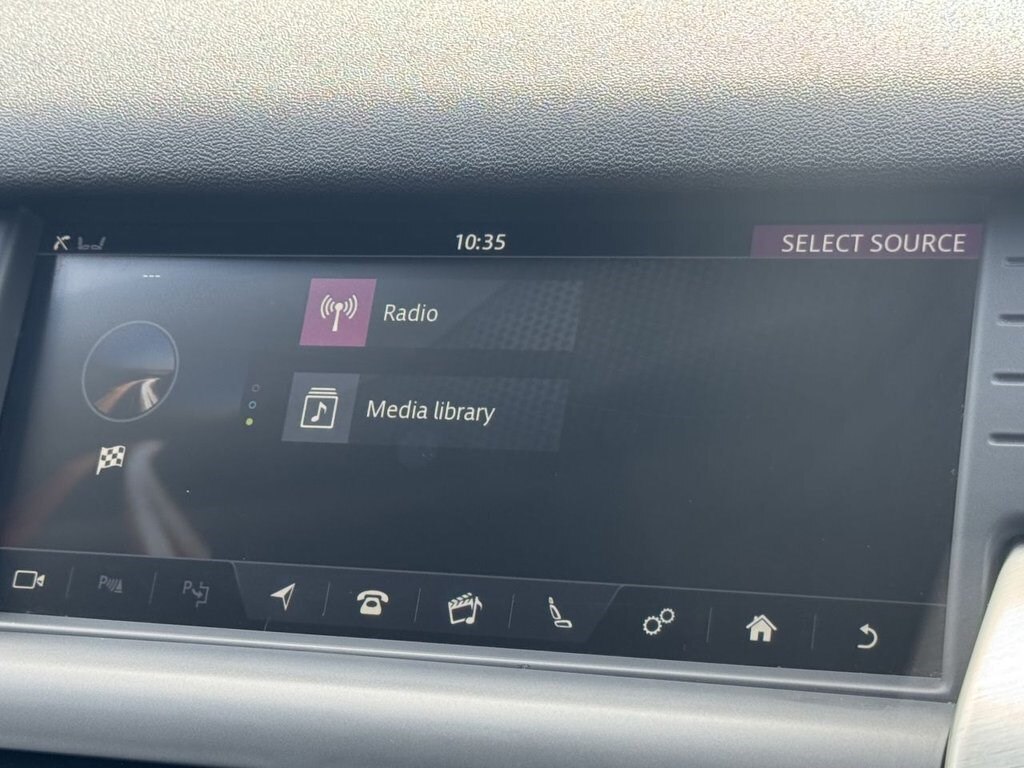 10:35
SELECT SOURCE
---
Radio
Media library
P
P